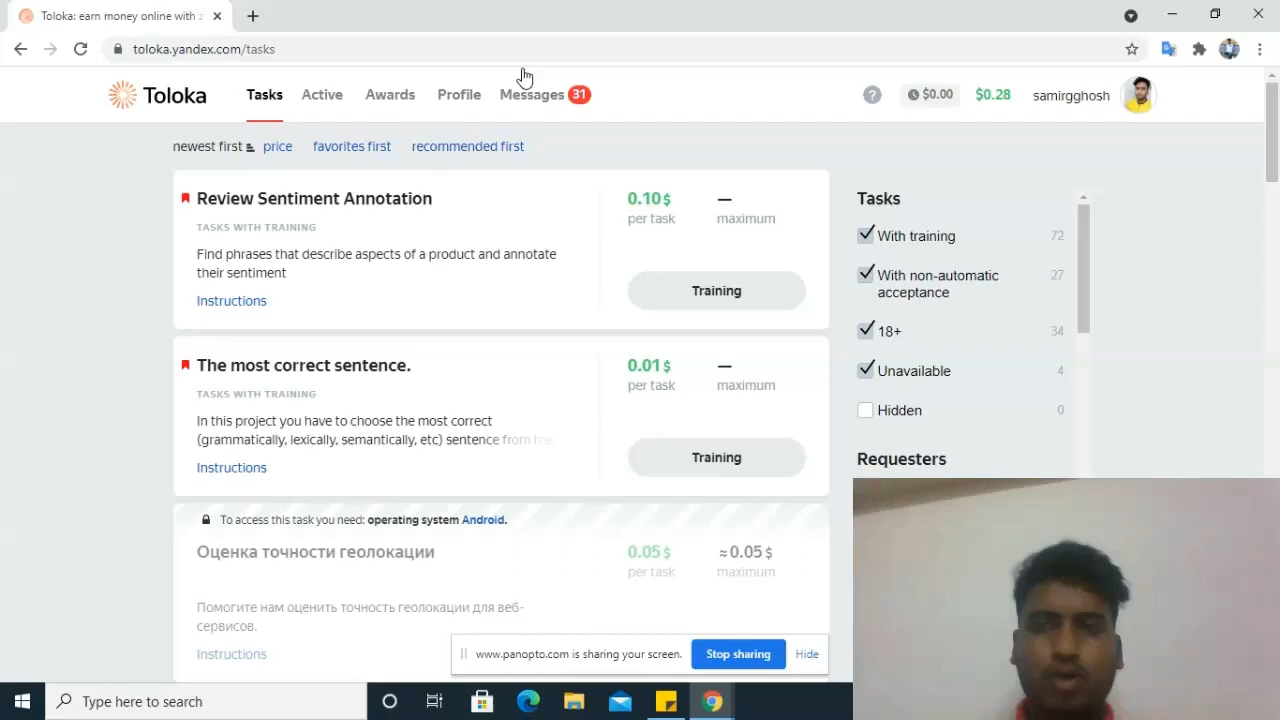 Toloka: earn money online with
toloka.yandex.com/tasks
Toloka
Tasks
Active
Awards
Profile
Messages 31
?
$0.00
$0.28
samirgghosh
newest first
price
favorites first
recommended first
Review Sentiment Annotation
TASKS WITH TRAINING
Find phrases that describe aspects of a product and annotate
their sentiment
Instructions
0.10 $
per task
—
maximum
Training
The most correct sentence.
TASKS WITH TRAINING
In this project you have to choose the most correct
(grammatically, lexically, semantically, etc) sentence from the
Instructions
0.01 $
per task
—
maximum
Training
To access this task you need: operating system Android.
Оценка точности геолокации
0.05 $
per task
≈ 0.05 $
maximum
Помогите нам оценить точность геолокации для веб-
сервисов.
Instructions
Tasks
With training 72
With non-automatic 27
acceptance
18+ 34
Unavailable 4
Hidden 0
Requesters
www.panopto.com is sharing your screen.
Stop sharing
Hide
Type here to search